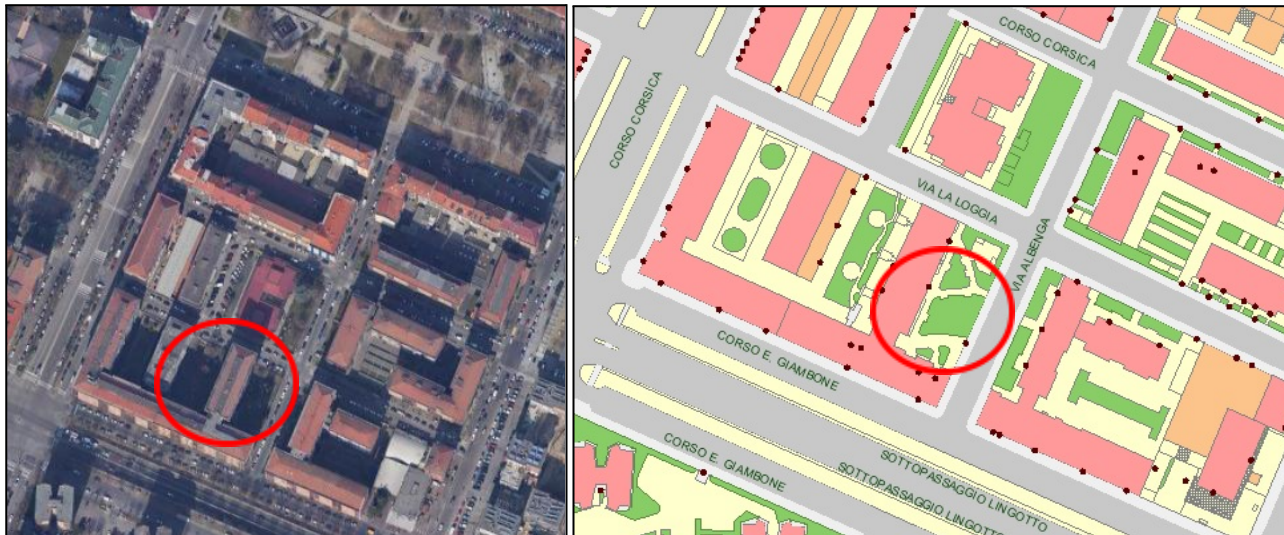 CORSO CORSICA
CORSO CORSICA
VIA LA LOGGIA
VIA ALBENGA
CORSO E. GIAMBONE
CORSO E. GIAMBONE
SOTTOPASSAGGIO LINGOTTO
SOTTOPASSAGGIO LINGOTTO